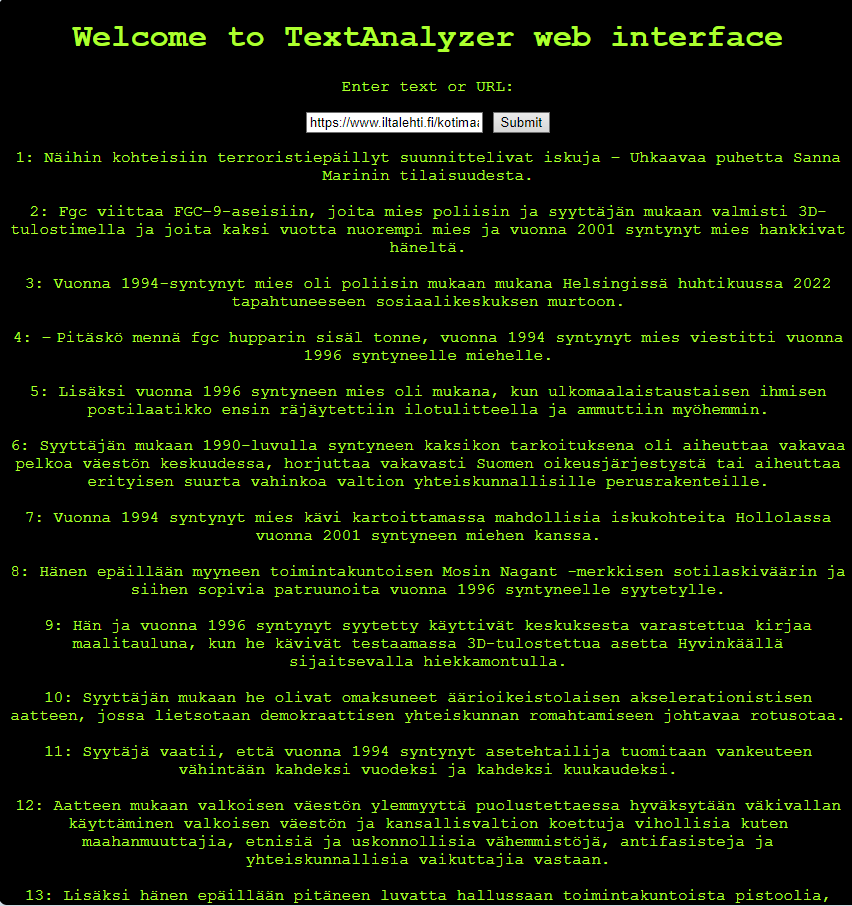 Welcome to TextAnalyzer web interface
Enter text or URL:
https://www.iltalehti.fi/kotimaa Submit
1: Näihin kohteisiin terroristiepäillyt suunnittelivat iskuja – Uhkaavaa puhetta Sanna
Marinin tilaisuudesta.
2: Fgc viittaa FGC-9-aseisiin, joita mies poliisin ja syyttäjän mukaan valmisti 3D-
tulostimella ja joita kaksi vuotta nuorempi mies ja vuonna 2001 syntynyt mies hankkivat
häneltä.
3: Vuonna 1994-syntynyt mies oli poliisin mukaan mukana Helsingissä huhtikuussa 2022
tapahtuneeseen sosiaalikeskuksen murtoon.
4: – Pitäskö mennä fgc hupparin sisäl tonne, vuonna 1994 syntynyt mies viestitti vuonna
1996 syntyneelle miehelle.
5: Lisäksi vuonna 1996 syntyneen mies oli mukana, kun ulkomaalaistaustaisen ihmisen
postilaatikko ensin räjäytettiin ilotulitteella ja ammuttiin myöhemmin.
6: Syyttäjän mukaan 1990-luvulla syntyneen kaksikon tarkoituksena oli aiheuttaa vakavaa
pelkoa väestön keskuudessa, horjuttaa vakavasti Suomen oikeusjärjestystä tai aiheuttaa
erityisen suurta vahinkoa valtion yhteiskunnallisille perusrakenteille.
7: Vuonna 1994 syntynyt mies kävi kartoittamassa mahdollisia iskukohteita Hollolassa
vuonna 2001 syntyneen miehen kanssa.
8: Hänen epäillään myyneen toimintakuntoisen Mosin Nagant -merkkisen sotilaskiväärin ja
siihen sopivia patruunoita vuonna 1996 syntyneelle syytetylle.
9: Hän ja vuonna 1996 syntynyt syytetty käyttivät keskuksesta varastettua kirjaa
maalitauluna, kun he kävivät testaamassa 3D-tulostettua asetta Hyvinkäällä
sijaitsevalla hiekkamontulla.
10: Syyttäjän mukaan he olivat omaksuneet äärioikeistolaisen akselerationistisen
aatteen, jossa lietsotaan demokraattisen yhteiskunnan romahtamiseen johtavaa rotusotaa.
11: Syytäjä vaatii, että vuonna 1994 syntynyt asetehtailija tuomitaan vankeuteen
vähintään kahdeksi vuodeksi ja kahdeksi kuukaudeksi.
12: Aatteen mukaan valkoisen väestön ylemmyyttä puolustettaessa hyväksytään väkivallan
käyttäminen valkoisen väestön ja kansallisvaltion koettuja vihollisia kuten
maahanmuuttajia, etnisiä ja uskonnollisia vähemmistöjä, antifasisteja ja
yhteiskunnallisia vaikuttajia vastaan.
13: Lisäksi hänen epäillään pitäneen luvatta hallussaan toimintakuntoista pistoolia,